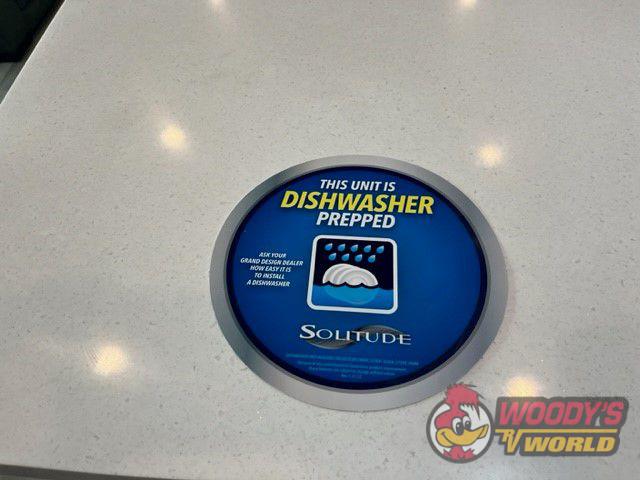 THIS UNIT IS
DISHWASHER
PREPPED
ASK YOUR
GRAND DESIGN DEALER
HOW EASY IT IS
TO INSTALL
A DISHWASHER
SOLITUDE
WOODY'S
RV WORLD